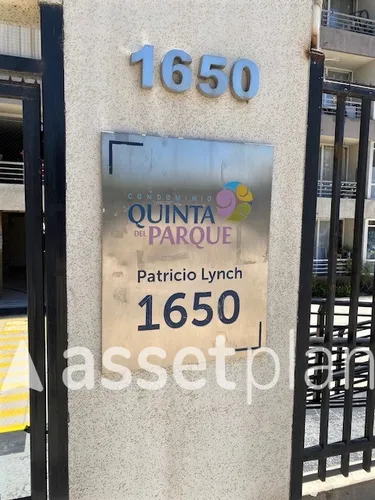 1650
CONDOMINIO
QUINTA
DEL PARQUE
Patricio Lynch
1650
assetplan